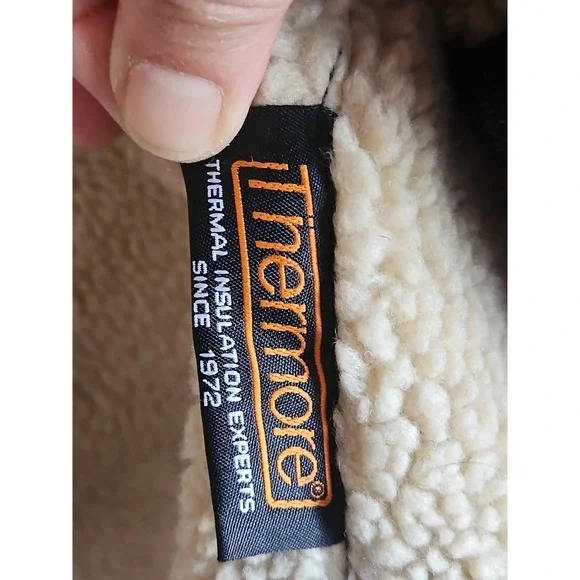 Thermore®
THERMAL INSULATION EXPERTS
SINCE 1972